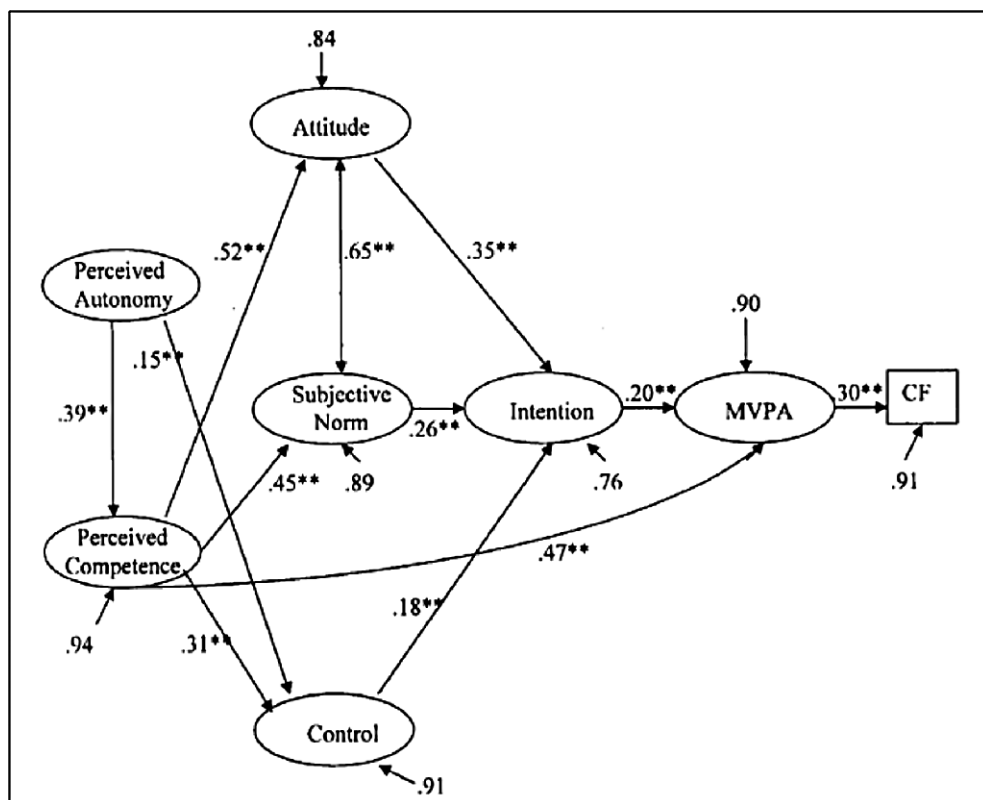 .84
Attitude
.52**
.65**
.35**
Perceived
Autonomy
.90
.15**
.39**
Subjective
Norm
.26**
Intention
.20**
MVPA
.30**
CF
.45**
.89
.76
.91
Perceived
Competence
.47**
.94
.31**
.18**
Control
.91